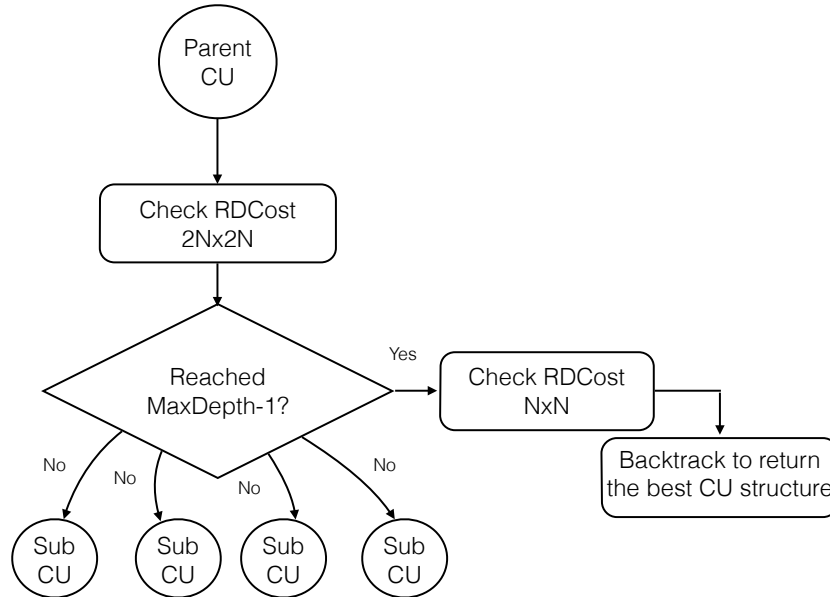 Parent
CU
Check RDCost
2Nx2N
Reached
MaxDepth-1?
Yes
Check RDCost
NxN
Backtrack to return
the best CU structure
No
No
No
No
Sub
CU
Sub
CU
Sub
CU
Sub
CU